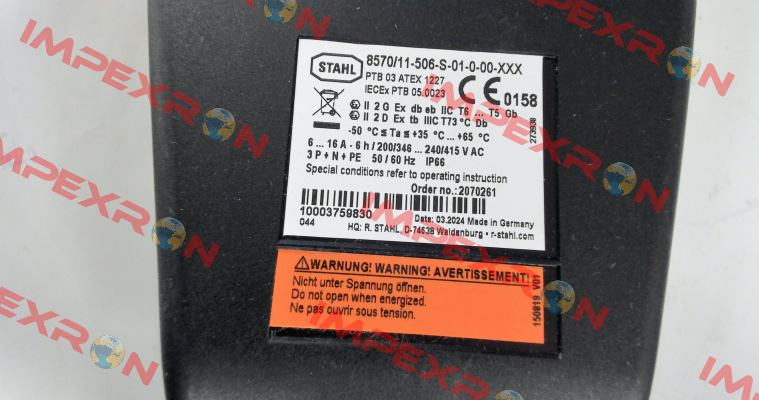 STAHL
8570/11-506-S-01-0-00-XXX
PTB 03 ATEX 1227
IECEx PTB 05.0023
CE 0158
II 2 G Ex db eb IIC T6 ... T5 Gb
II 2 D Ex tb IIIC T73 °C Db
-50 °C ≤ Ta ≤ +35 °C ... +65 °C
6 ... 16 A - 6 h / 200/346 ... 240/415 V AC
3 P + N + PE 50 / 60 Hz IP66
Special conditions refer to operating instruction
Order no.: 2070261
273938
10003759830
044
Date: 03.2024 Made in Germany
HQ: R. STAHL, D-74638 Waldenburg • r-stahl.com
WARNUNG! WARNING! AVERTISSEMENT!
Nicht unter Spannung öffnen.
Do not open when energized.
Ne pas ouvrir sous tension.
150819 V01
IMPEXRON
IMPEXRON
IMPEXRON
IMPEXRON
IMPEXRON
IMPEXRON